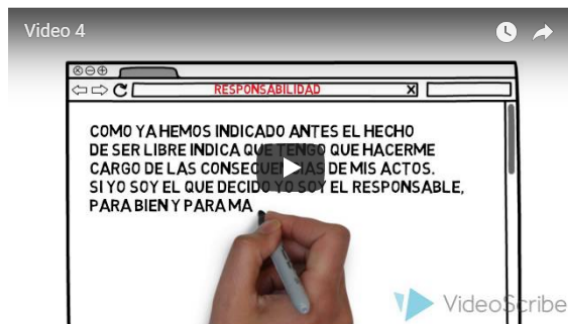 Video 4
RESPONSABILIDAD
COMO YA HEMOS INDICADO ANTES EL HECHO
DE SER LIBRE INDICA QUE TENGO QUE HACERME
CARGO DE LAS CONSECUENCIAS DE MIS ACTOS.
SI YO SOY EL QUE DECIDO YO SOY EL RESPONSABLE,
PARA BIEN Y PARA MA
VideoScribe